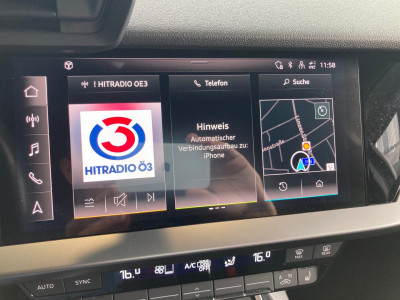 11:58
! HITRADIO OE3
Telefon
Suche
3
HITRADIO Ö3
Hinweis
Automatischer
Verbindungsaufbau zu:
iPhone
16.0
A/C
16.0
AUTO
SYNC